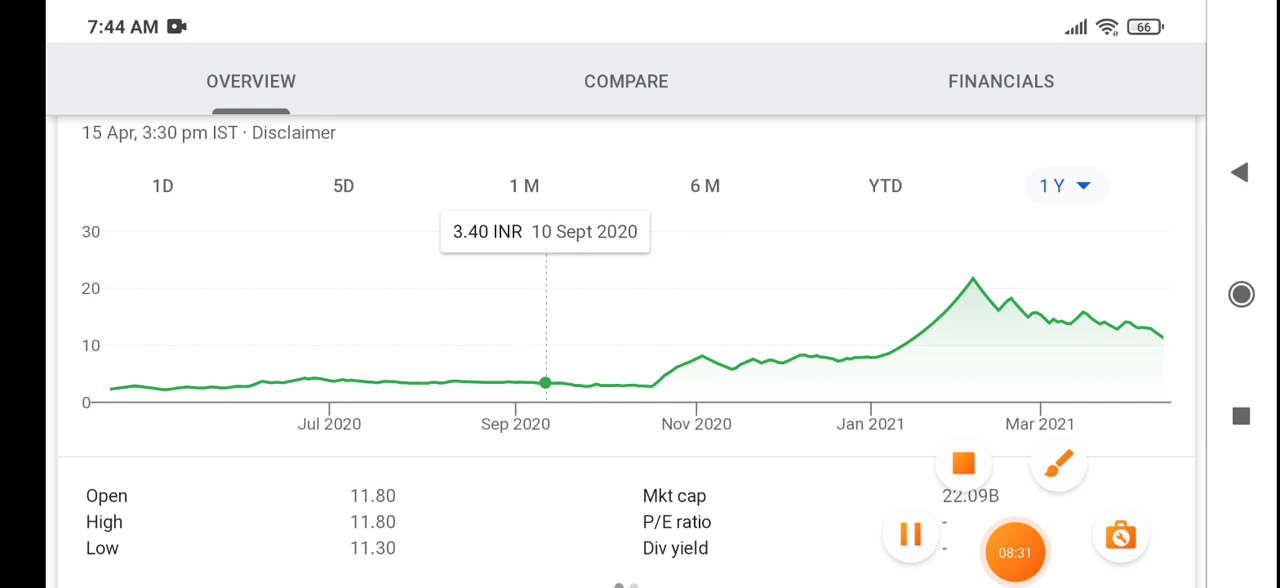 7:44 AM
66
OVERVIEW COMPARE FINANCIALS
15 Apr, 3:30 pm IST · Disclaimer
1D 5D 1 M 6 M YTD 1 Y
3.40 INR 10 Sept 2020
30
20
10
0
Jul 2020 Sep 2020 Nov 2020 Jan 2021 Mar 2021
Open 11.80 Mkt cap 22.09B
High 11.80 P/E ratio -
Low 11.30 Div yield -
08:31